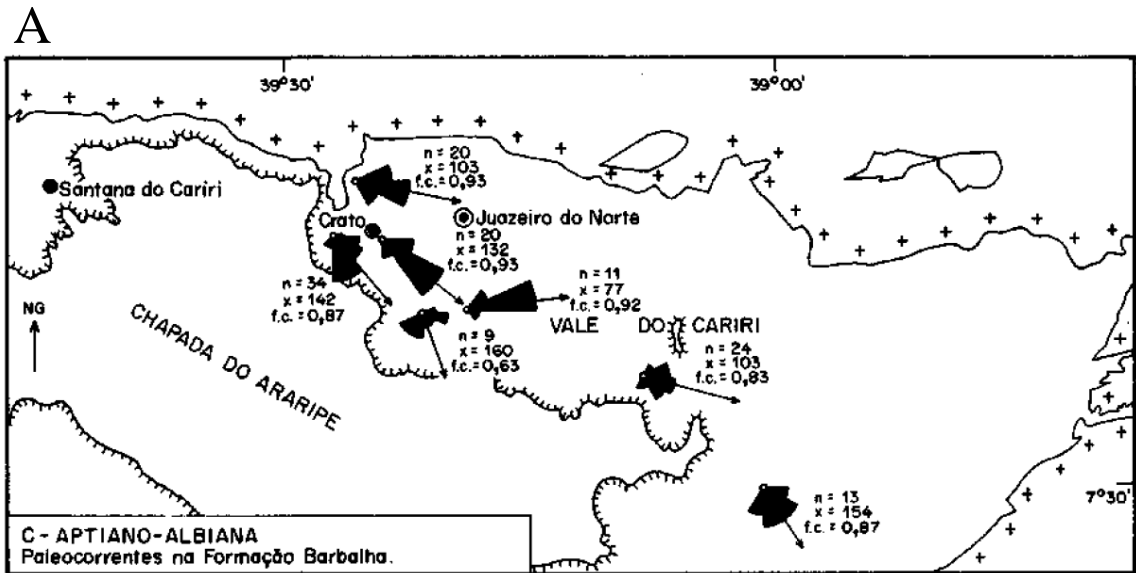 A
39°30'
39°00'
n = 20
x = 103
f.c. = 0,93
Santana do Cariri
Crato
Juazeiro do Norte
n = 20
x = 132
f.c. = 0,93
n = 34
x = 142
f.c. = 0,87
n = 11
x = 77
f.c. = 0,92
NG
CHAPADA DO ARARIPE
VALE DO CARIRI
n = 9
x = 160
f.c. = 0,63
n = 24
x = 103
f.c. = 0,83
n = 13
x = 154
f.c. = 0,87
7°30'
C - APTIANO-ALBIANA
Paleocorrentes na Formação Barbalha.